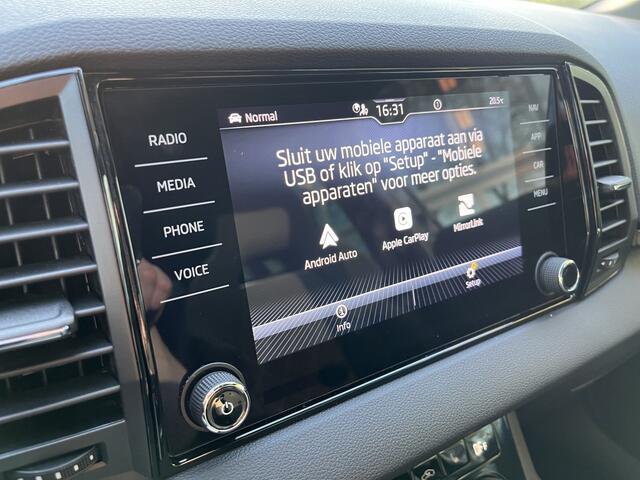 RADIO
MEDIA
PHONE
VOICE
Normal
16:31
20.5°C
Sluit uw mobiele apparaat aan via
USB of klik op "Setup" - "Mobiele
apparaten" voor meer opties.
Android Auto
Apple CarPlay
MirrorLink
Info
Setup
NAV
APP
CAR
MENU